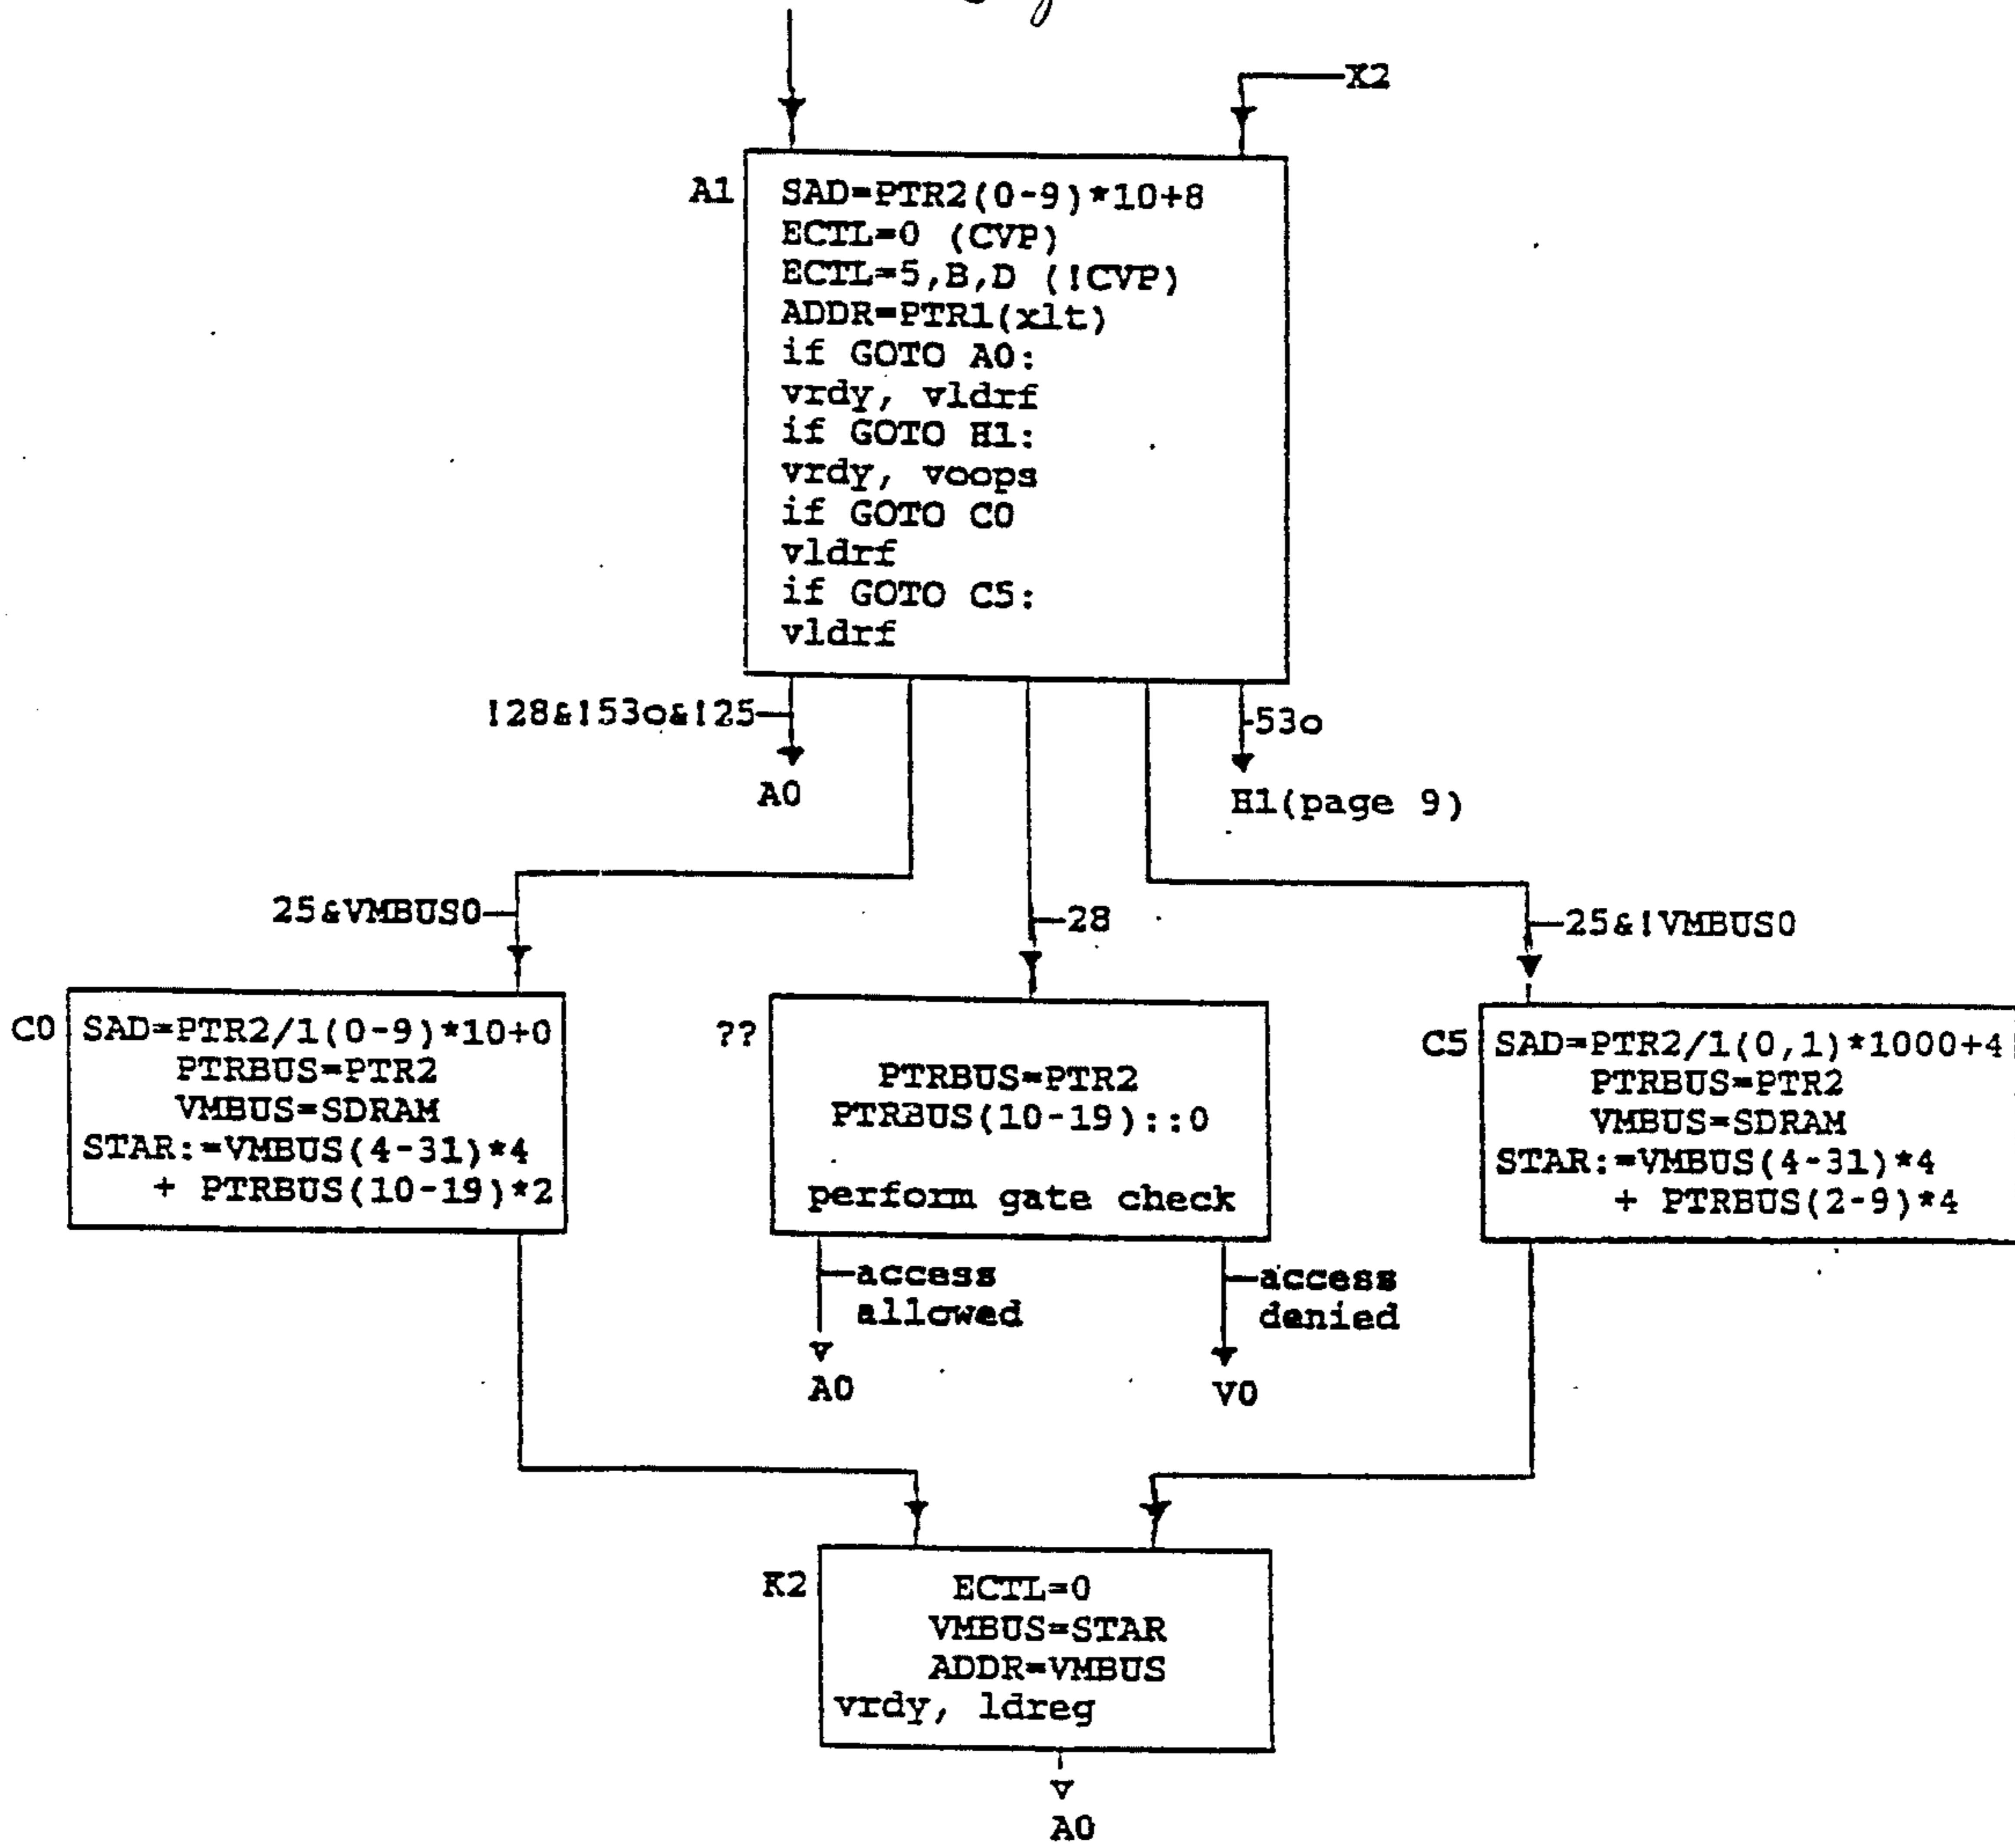 X2
A1
SAD=PTR2(0-9)*10+8
ECTL=0 (CVP)
ECTL=5,B,D (!CVP)
ADDR=PTR1(xlt)
if GOTO A0:
vrdy, vldrf
if GOTO H1:
vrdy, voops
if GOTO C0
vldrf
if GOTO C5:
vldrf
!28&!53o&!25
53o
A0
H1(page 9)
25&VMBUS0
28
25&!VMBUS0
C0
SAD=PTR2/1(0-9)*10+0
PTRBUS=PTR2
VMBUS=SDRAM
STAR:=VMBUS(4-31)*4
+ PTRBUS(10-19)*2
??
PTRBUS=PTR2
PTRBUS(10-19)::0
perform gate check
C5
SAD=PTR2/1(0,1)*1000+4
PTRBUS=PTR2
VMBUS=SDRAM
STAR:=VMBUS(4-31)*4
+ PTRBUS(2-9)*4
access
allowed
access
denied
A0
V0
K2
ECTL=0
VMBUS=STAR
ADDR=VMBUS
vrdy, ldreg
A0